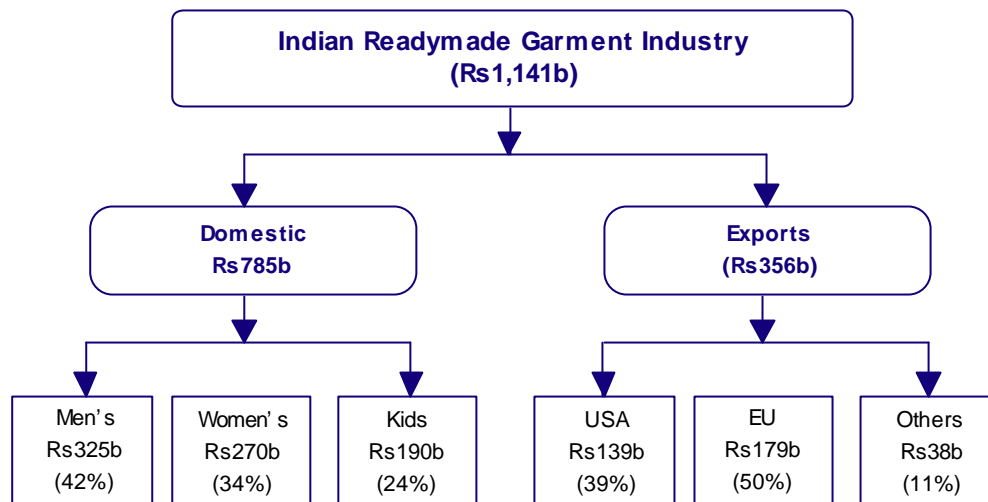 Indian Readymade Garment Industry
(Rs1,141b)
Domestic
Rs785b
Exports
(Rs356b)
Men's
Rs325b
(42%)
Women's
Rs270b
(34%)
Kids
Rs190b
(24%)
USA
Rs139b
(39%)
EU
Rs179b
(50%)
Others
Rs38b
(11%)